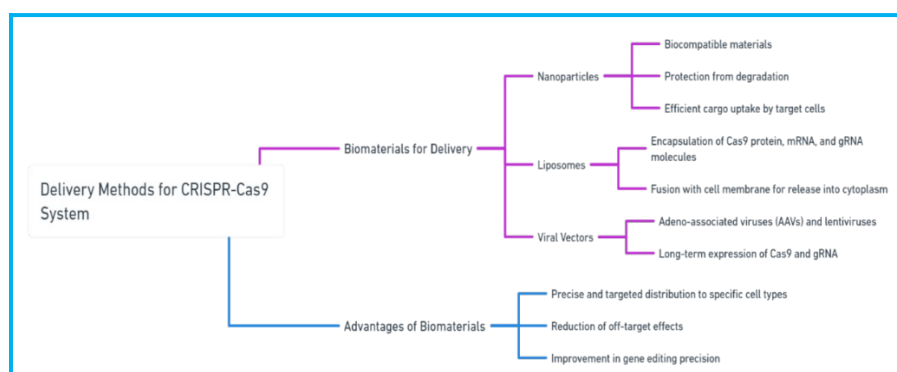 Biocompatible materials
Nanoparticles
Protection from degradation
Efficient cargo uptake by target cells
Biomaterials for Delivery
Encapsulation of Cas9 protein, mRNA, and gRNA
molecules
Liposomes
Fusion with cell membrane for release into cytoplasm
Delivery Methods for CRISPR-Cas9
System
Adeno-associated viruses (AAVs) and lentiviruses
Viral Vectors
Long-term expression of Cas9 and gRNA
Precise and targeted distribution to specific cell types
Advantages of Biomaterials
Reduction of off-target effects
Improvement in gene editing precision